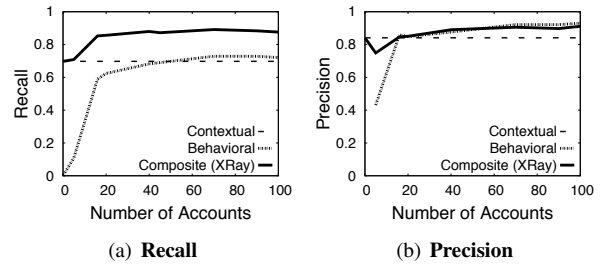 1
0.8
0.6
0.4
0.2
0
Recall
Contextual
Behavioral
Composite (XRay)
0 20 40 60 80 100
Number of Accounts
(a) Recall
1
0.8
0.6
0.4
0.2
0
Precision
Contextual
Behavioral
Composite (XRay)
0 20 40 60 80 100
Number of Accounts
(b) Precision